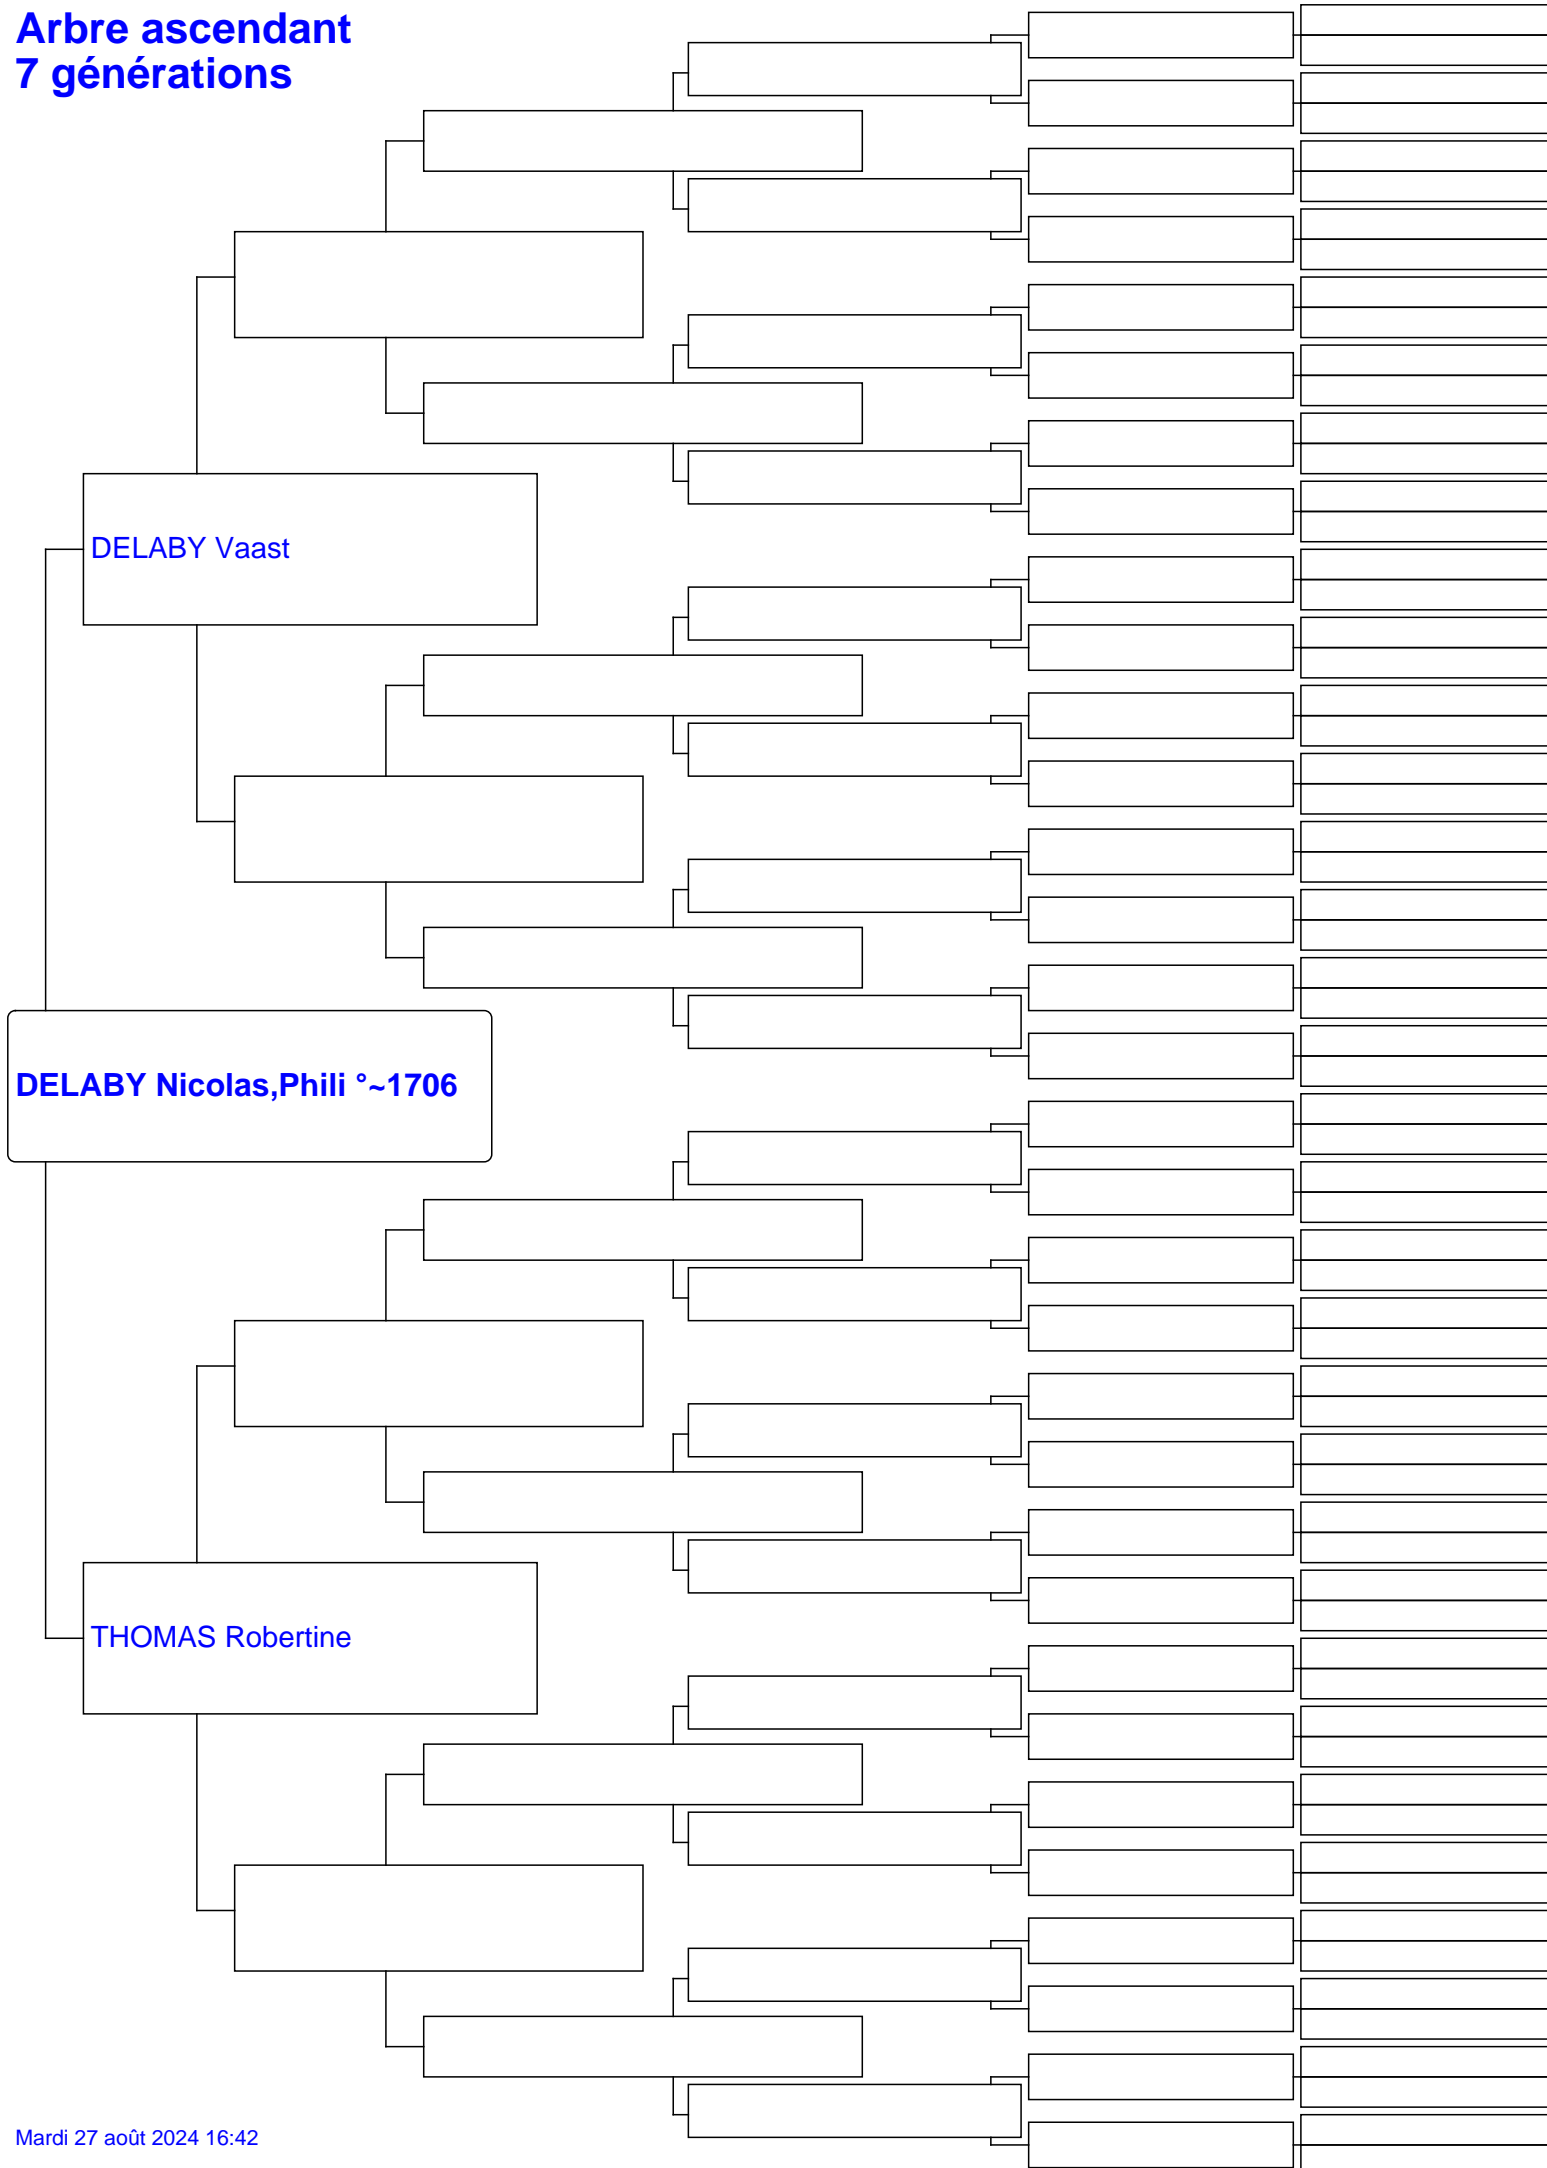 Arbre ascendant
7 générations
DELABY Vaast
DELABY Nicolas,Phili °~1706
THOMAS Robertine
Mardi 27 août 2024 16:42